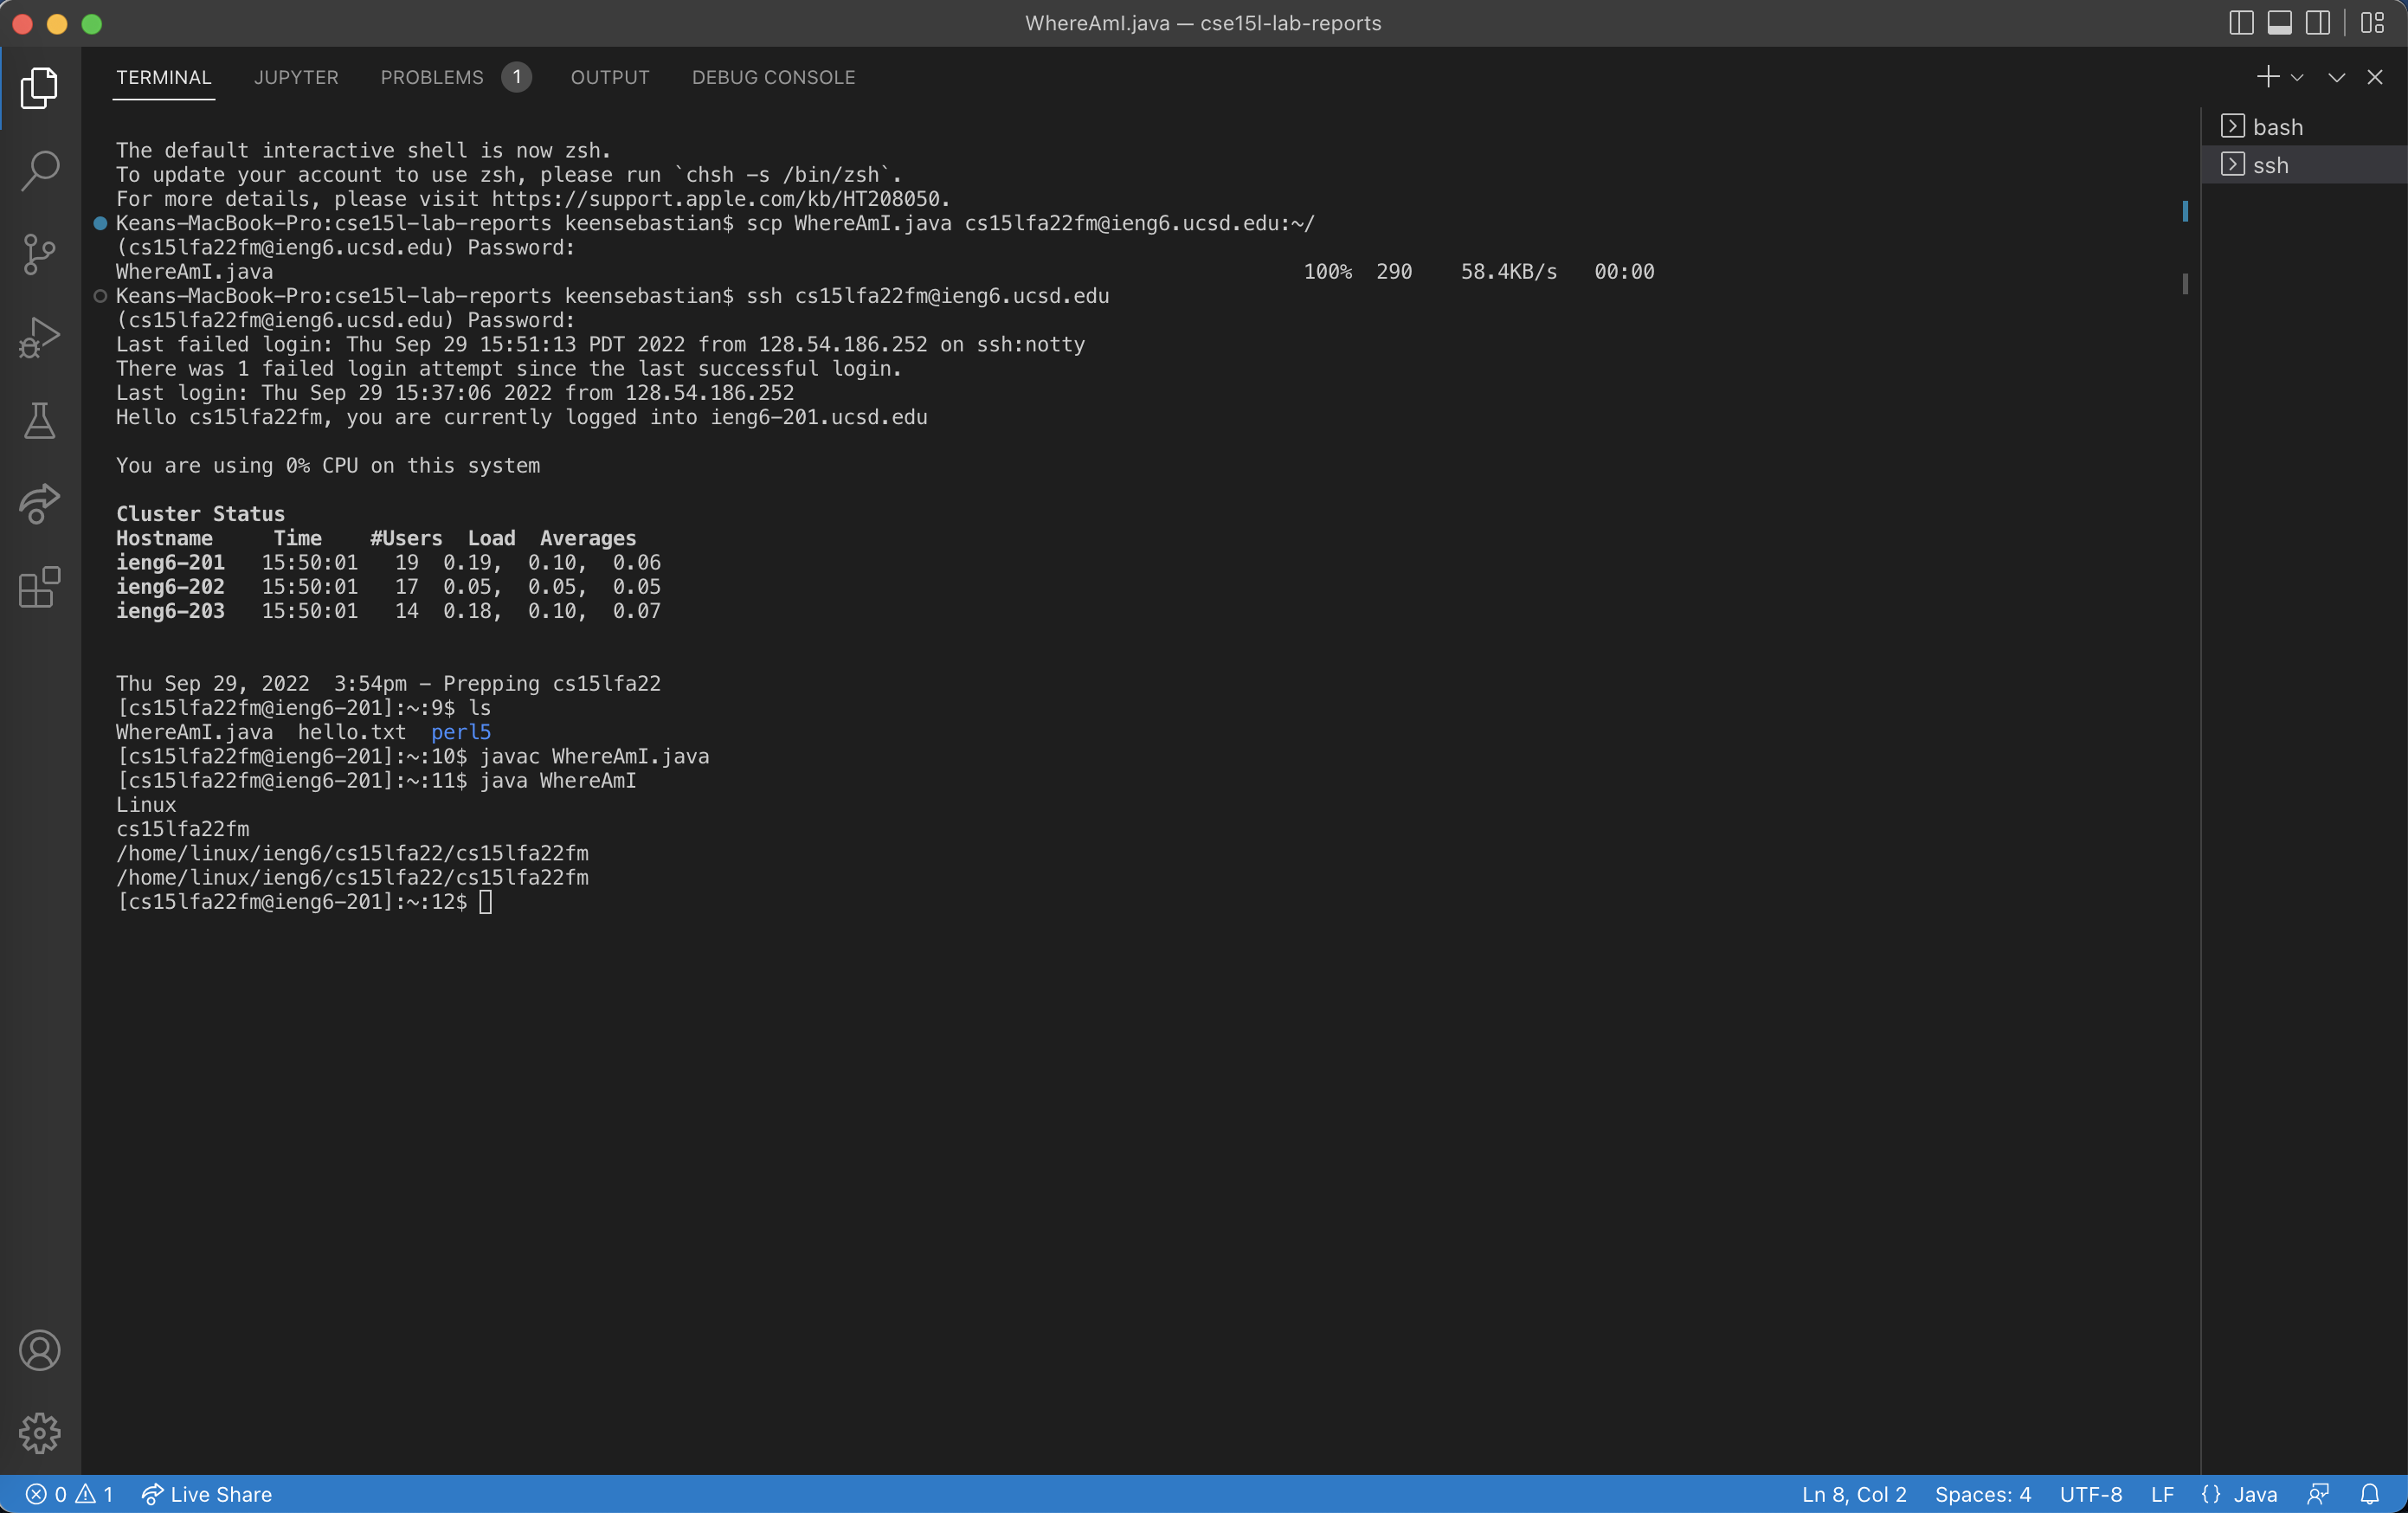 WhereAmI.java — cse15l-lab-reports
TERMINAL JUPYTER PROBLEMS 1 OUTPUT DEBUG CONSOLE
bash
ssh
The default interactive shell is now zsh.
To update your account to use zsh, please run `chsh -s /bin/zsh`.
For more details, please visit https://support.apple.com/kb/HT208050.
Keans-MacBook-Pro:cse15l-lab-reports keensebastian$ scp WhereAmI.java cs15lfa22fm@ieng6.ucsd.edu:~/
(cs15lfa22fm@ieng6.ucsd.edu) Password:
WhereAmI.java 100% 290 58.4KB/s 00:00
Keans-MacBook-Pro:cse15l-lab-reports keensebastian$ ssh cs15lfa22fm@ieng6.ucsd.edu
(cs15lfa22fm@ieng6.ucsd.edu) Password:
Last failed login: Thu Sep 29 15:51:13 PDT 2022 from 128.54.186.252 on ssh:notty
There was 1 failed login attempt since the last successful login.
Last login: Thu Sep 29 15:37:06 2022 from 128.54.186.252
Hello cs15lfa22fm, you are currently logged into ieng6-201.ucsd.edu
You are using 0% CPU on this system
Cluster Status
Hostname Time #Users Load Averages
ieng6-201 15:50:01 19 0.19, 0.10, 0.06
ieng6-202 15:50:01 17 0.05, 0.05, 0.05
ieng6-203 15:50:01 14 0.18, 0.10, 0.07
Thu Sep 29, 2022 3:54pm - Prepping cs15lfa22
[cs15lfa22fm@ieng6-201]:~:9$ ls
WhereAmI.java hello.txt perl5
[cs15lfa22fm@ieng6-201]:~:10$ javac WhereAmI.java
[cs15lfa22fm@ieng6-201]:~:11$ java WhereAmI
Linux
cs15lfa22fm
/home/linux/ieng6/cs15lfa22/cs15lfa22fm
/home/linux/ieng6/cs15lfa22/cs15lfa22fm
[cs15lfa22fm@ieng6-201]:~:12$
0 1 Live Share Ln 8, Col 2 Spaces: 4 UTF-8 LF {} Java